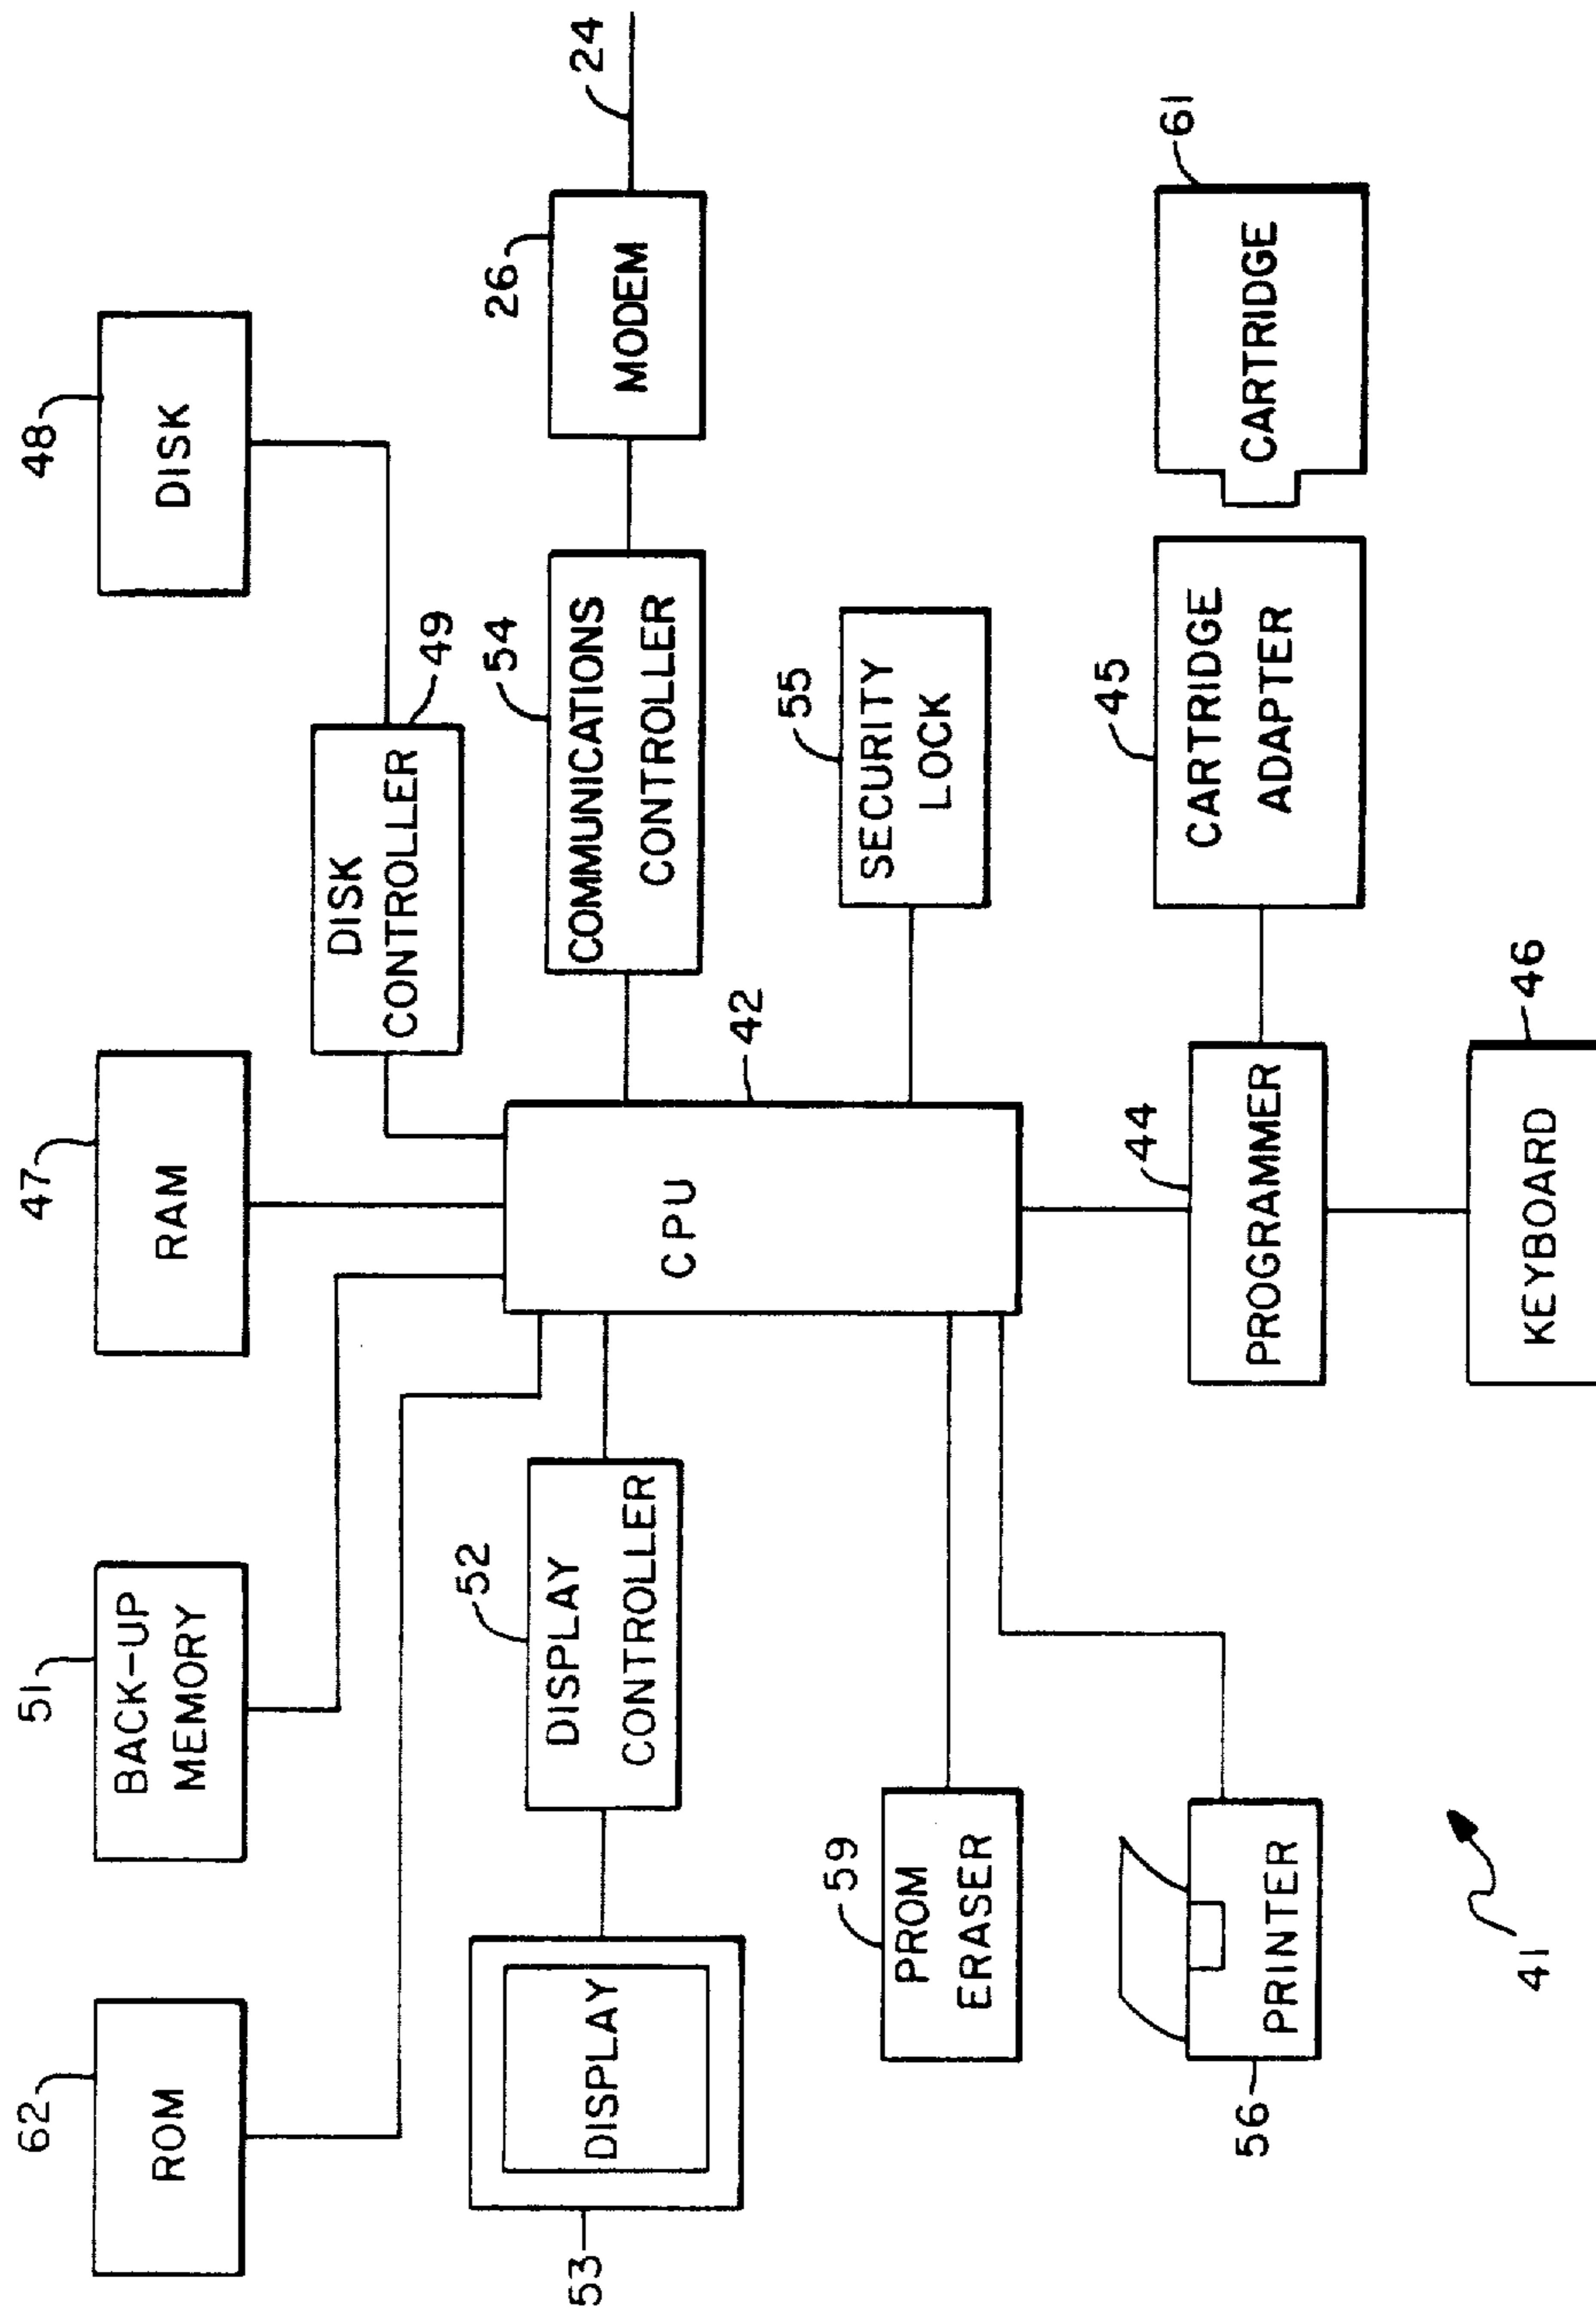 62
ROM
51
BACK-UP
MEMORY
47
RAM
48
DISK
49
DISK
CONTROLLER
53
DISPLAY
52
DISPLAY
CONTROLLER
42
CPU
54
COMMUNICATIONS
CONTROLLER
26
MODEM
24
59
PROM
ERASER
55
SECURITY
LOCK
56
PRINTER
44
PROGRAMMER
45
CARTRIDGE
ADAPTER
61
CARTRIDGE
46
KEYBOARD
41